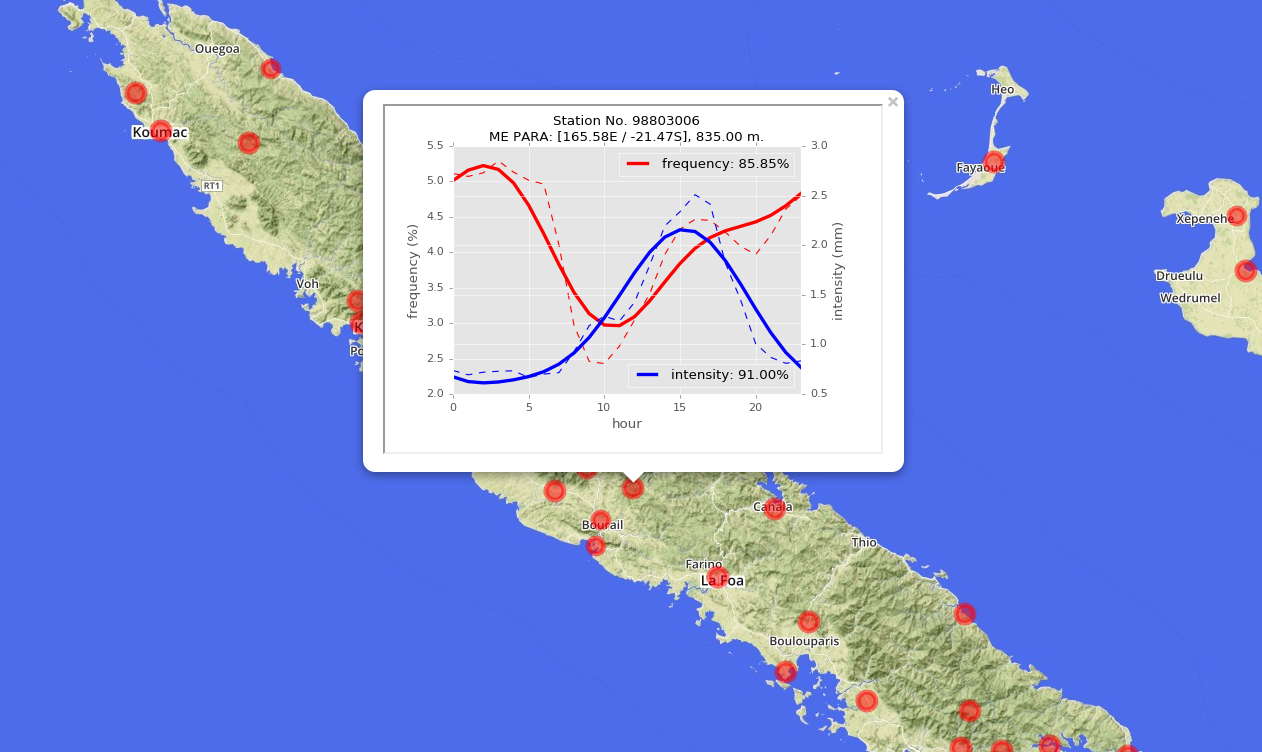 Ouegoa
Heo
Koumac
Fayaoué
RT1
Xepenehe
Voh
Drueulu
Wedrumel
K
Po
×
Station No. 98803006
ME PARA: [165.58E / -21.47S], 835.00 m.
frequency: 85.85%
intensity: 91.00%
5.5
5.0
4.5
4.0
3.5
3.0
2.5
2.0
frequency (%)
3.0
2.5
2.0
1.5
1.0
0.5
intensity (mm)
0 5 10 15 20
hour
Canala
Bourail
Thio
Farino
La Foa
Boulouparis